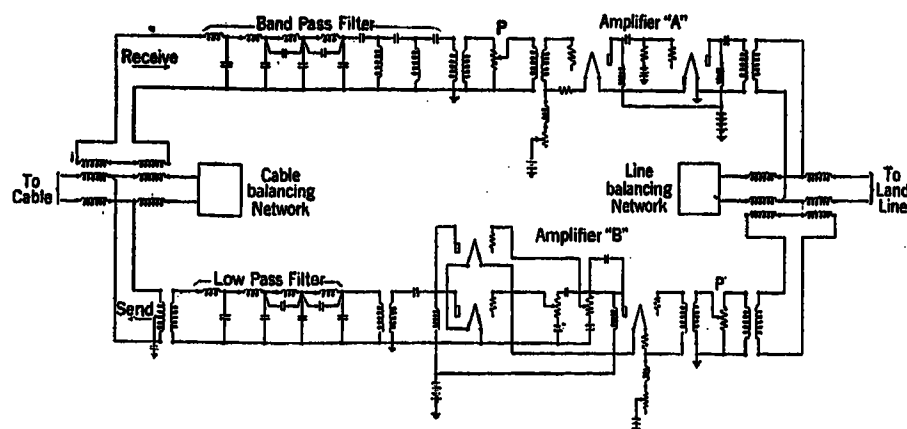 Band Pass Filter
P
Amplifier "A"
Receive
To
Cable
Cable
balancing
Network
Line
balancing
Network
To
Land
Line
Amplifier "B"
Low Pass Filter
Send
P'